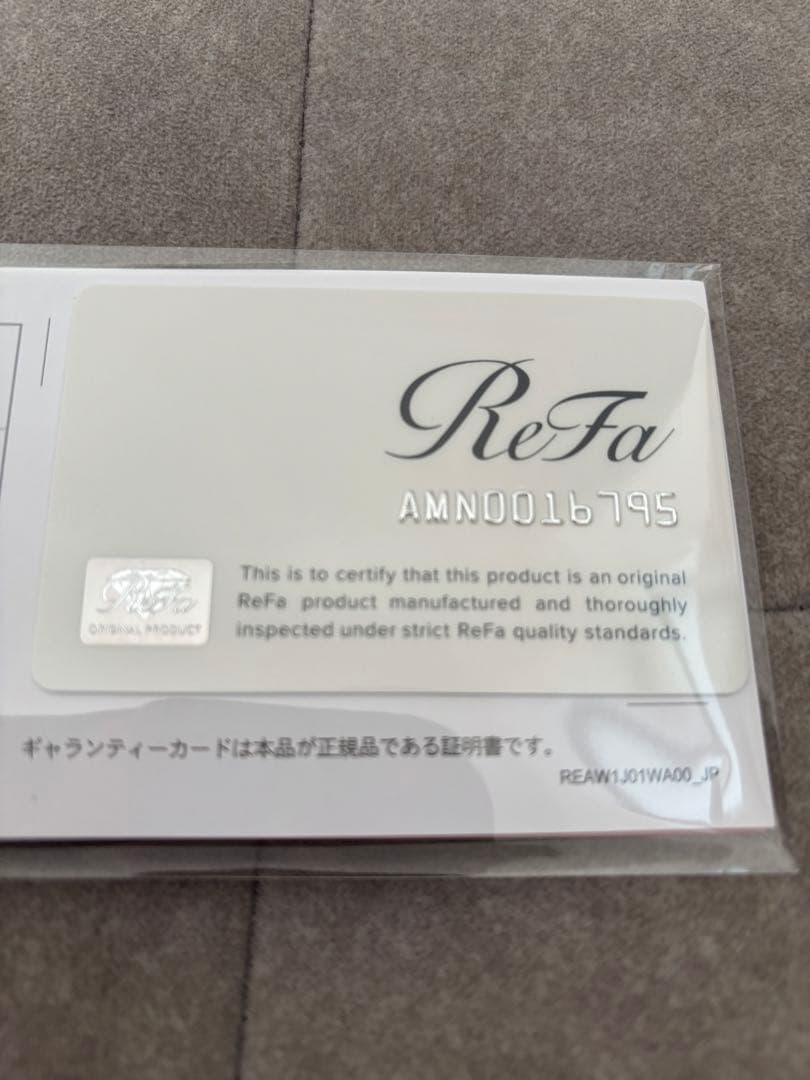 ReFa
AMN0016795
ReFa
ORIGINAL PRODUCT
This is to certify that this product is an original
ReFa product manufactured and thoroughly
inspected under strict ReFa quality standards.
ギャランティーカードは本品が正規品である証明書です。
REAW1J01WA00_JP